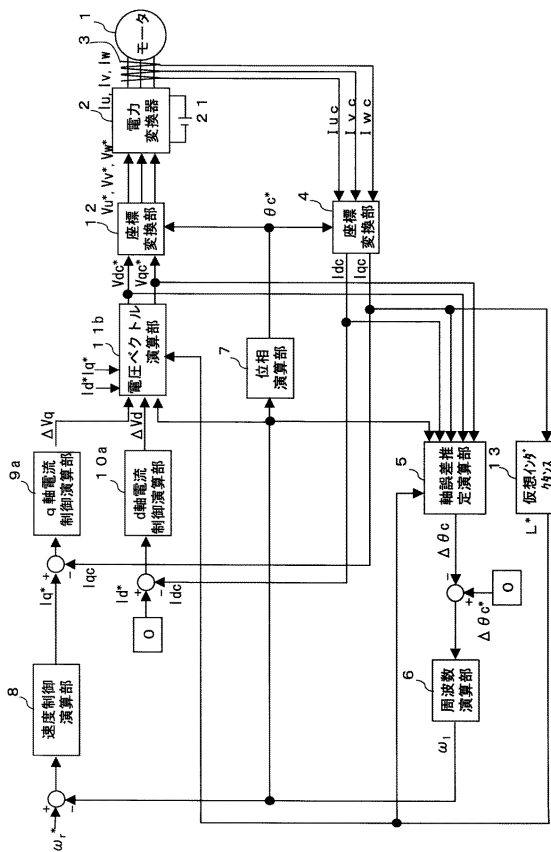 ωr*
+
−
8
速度制御
演算部
Iq*
+
−
Iqc
9a
q軸電流
制御演算部
ΔVq
0
Id*
+
−
Idc
10a
d軸電流
制御演算部
ΔVd
Id*
Iq*
11b
電圧ベクトル
演算部
Vdc*
Vqc*
12
座標
変換部
Vu*, Vv*, Vw*
2
電力
変換器
21
Iu, Iv, Iw
3
1
モータ
Iuc
Ivc
Iwc
4
座標
変換部
Idc
Iqc
θc*
7
位相
演算部
ω1
6
周波数
演算部
Δθc*
0
+
−
Δθc
5
軸誤差推
定演算部
13
仮想インダ
クタンス
L*